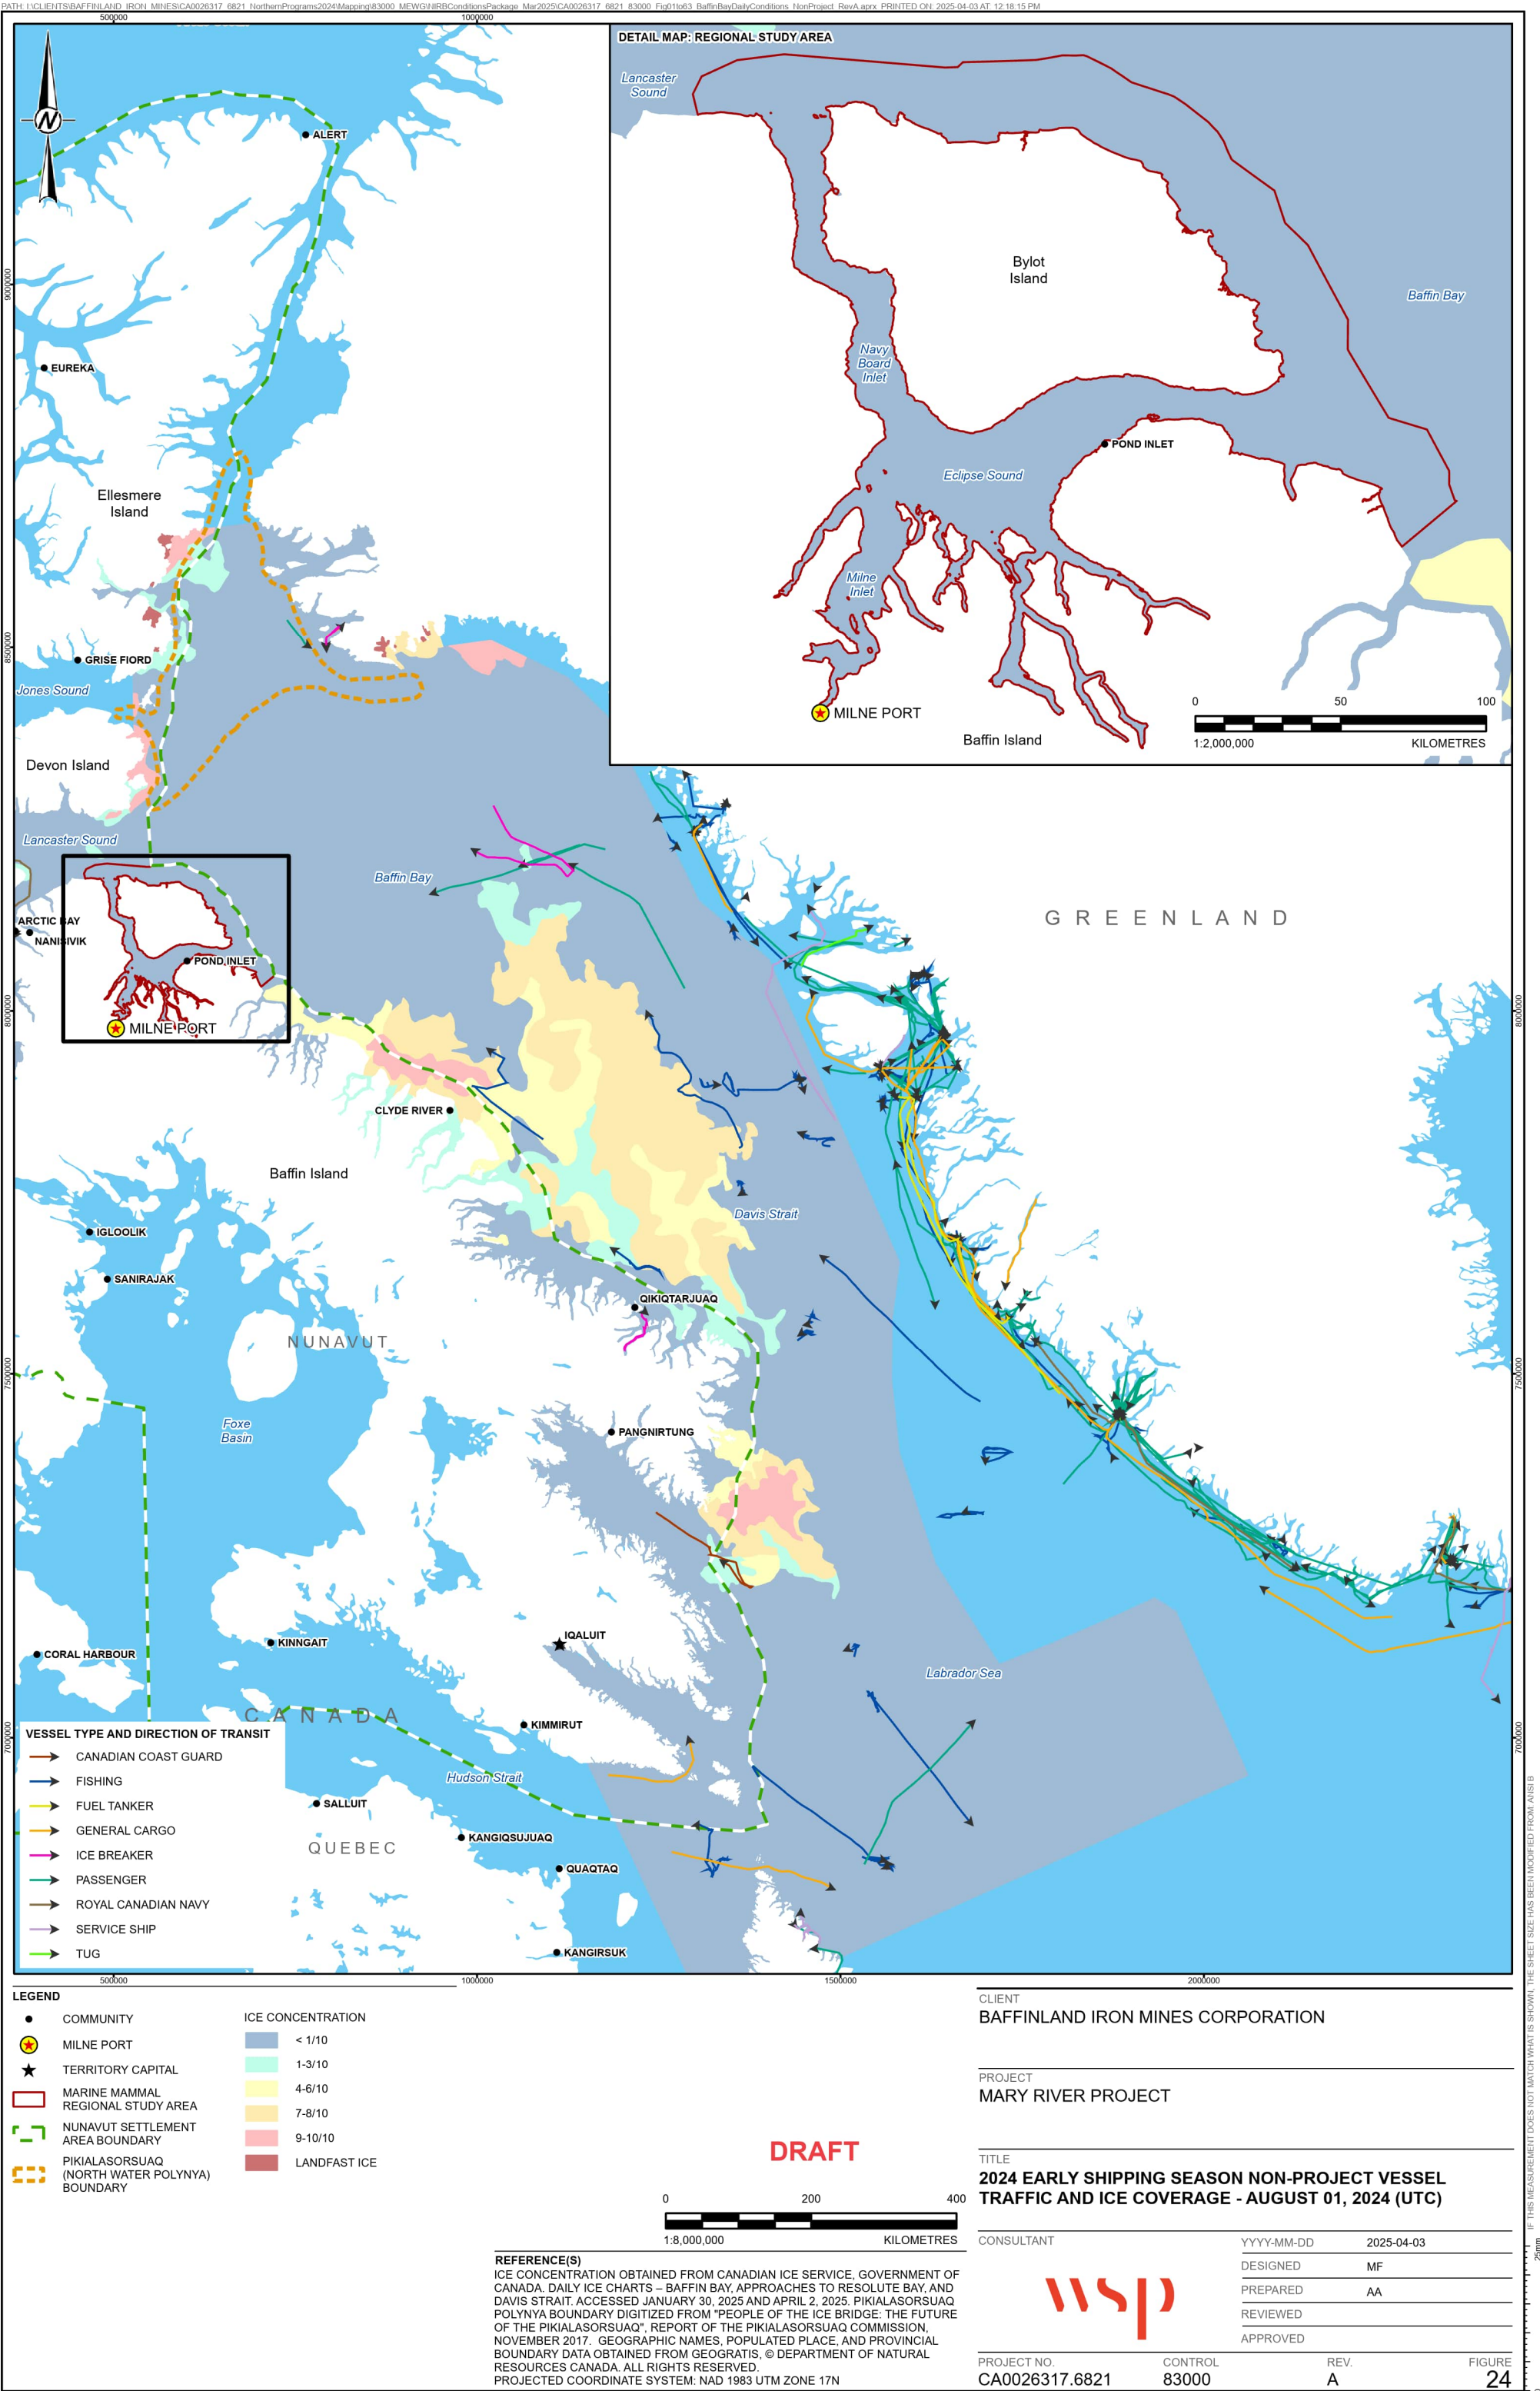 PATH: I:\CLIENTS\BAFFINLAND_IRON_MINES\CA0026317_6821_NorthernPrograms2024\Mapping\83000_MEWG\NIRBConditionsPackage_Mar2025\CA0026317_6821_83000_Fig01to63_BaffinBayDailyConditions_NonProject_RevA.aprx PRINTED ON: 2025-04-03 AT: 12:18:15 PM
500000
1000000
DETAIL MAP: REGIONAL STUDY AREA
Lancaster
Sound
Bylot
Island
Baffin Bay
Navy
Board
Inlet
POND INLET
Eclipse Sound
Milne
Inlet
MILNE PORT
Baffin Island
0 50 100
1:2,000,000 KILOMETRES
N
ALERT
9000000
EUREKA
Ellesmere
Island
8500000
GRISE FIORD
Jones Sound
Devon Island
Lancaster Sound
Baffin Bay
GREENLAND
ARCTIC BAY
NANISIVIK
POND INLET
8000000
8000000
MILNE PORT
CLYDE RIVER
Baffin Island
Davis Strait
IGLOOLIK
SANIRAJAK
QIKIQTARJUAQ
NUNAVUT
7500000
7500000
Foxe
Basin
PANGNIRTUNG
IQALUIT
KINNGAIT
CORAL HARBOUR
Labrador Sea
CANADA
KIMMIRUT
7000000
7000000
Hudson Strait
SALLUIT
KANGIQSUJUAQ
QUEBEC
QUAQTAQ
KANGIRSUK
VESSEL TYPE AND DIRECTION OF TRANSIT
CANADIAN COAST GUARD
FISHING
FUEL TANKER
GENERAL CARGO
ICE BREAKER
PASSENGER
ROYAL CANADIAN NAVY
SERVICE SHIP
TUG
500000
1000000
1500000
2000000
LEGEND
COMMUNITY
MILNE PORT
TERRITORY CAPITAL
MARINE MAMMAL
REGIONAL STUDY AREA
NUNAVUT SETTLEMENT
AREA BOUNDARY
PIKIALASORSUAQ
(NORTH WATER POLYNYA)
BOUNDARY
ICE CONCENTRATION
< 1/10
1-3/10
4-6/10
7-8/10
9-10/10
LANDFAST ICE
DRAFT
0 200 400
1:8,000,000 KILOMETRES
REFERENCE(S)
ICE CONCENTRATION OBTAINED FROM CANADIAN ICE SERVICE, GOVERNMENT OF
CANADA. DAILY ICE CHARTS – BAFFIN BAY, APPROACHES TO RESOLUTE BAY, AND
DAVIS STRAIT. ACCESSED JANUARY 30, 2025 AND APRIL 2, 2025. PIKIALASORSUAQ
POLYNYA BOUNDARY DIGITIZED FROM "PEOPLE OF THE ICE BRIDGE: THE FUTURE
OF THE PIKIALASORSUAQ", REPORT OF THE PIKIALASORSUAQ COMMISSION,
NOVEMBER 2017. GEOGRAPHIC NAMES, POPULATED PLACE, AND PROVINCIAL
BOUNDARY DATA OBTAINED FROM GEOGRATIS, © DEPARTMENT OF NATURAL
RESOURCES CANADA. ALL RIGHTS RESERVED.
PROJECTED COORDINATE SYSTEM: NAD 1983 UTM ZONE 17N
CLIENT
BAFFINLAND IRON MINES CORPORATION
PROJECT
MARY RIVER PROJECT
TITLE
2024 EARLY SHIPPING SEASON NON-PROJECT VESSEL
TRAFFIC AND ICE COVERAGE - AUGUST 01, 2024 (UTC)
CONSULTANT
wsp
YYYY-MM-DD 2025-04-03
DESIGNED MF
PREPARED AA
REVIEWED
APPROVED
PROJECT NO. CONTROL REV. FIGURE
CA0026317.6821 83000 A 24
IF THIS MEASUREMENT DOES NOT MATCH WHAT IS SHOWN, THE SHEET SIZE HAS BEEN MODIFIED FROM: ANSI B
25mm